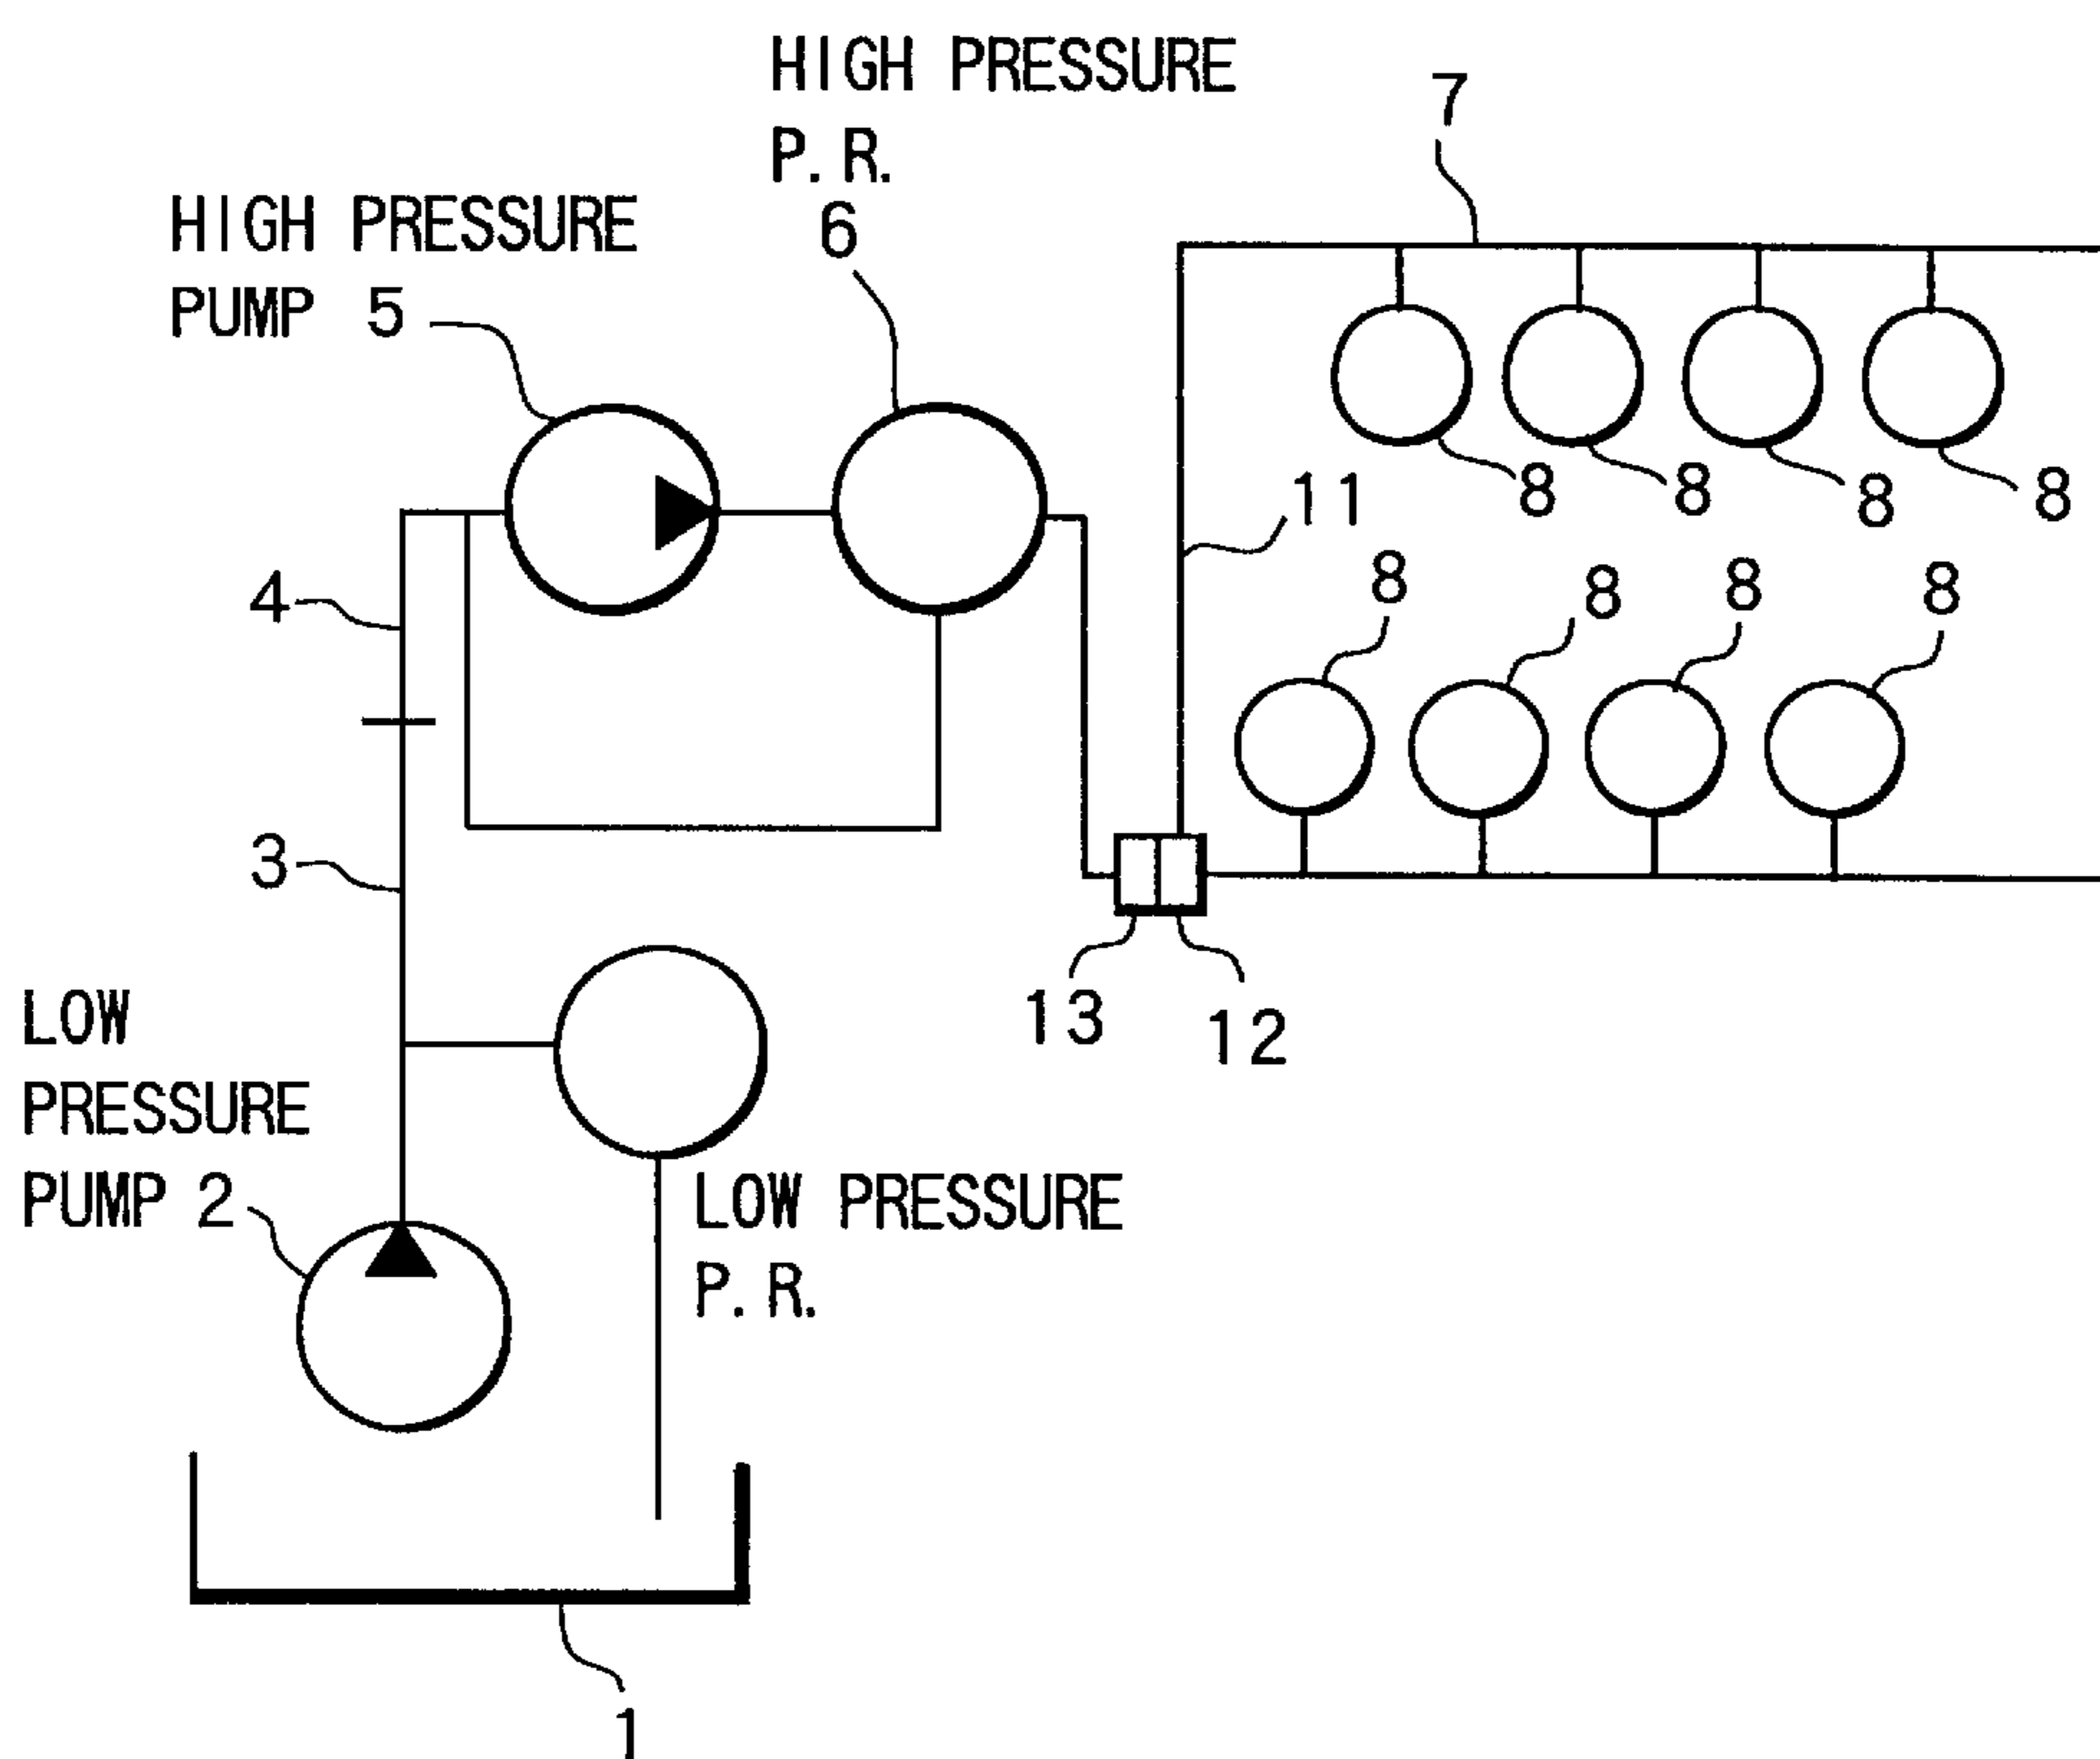 HIGH PRESSURE
P. R.
6
7
HIGH PRESSURE
PUMP 5
8 8 8 8
11
4
8 8 8 8
3
13 12
LOW
PRESSURE
PUMP 2
LOW PRESSURE
P. R.
1